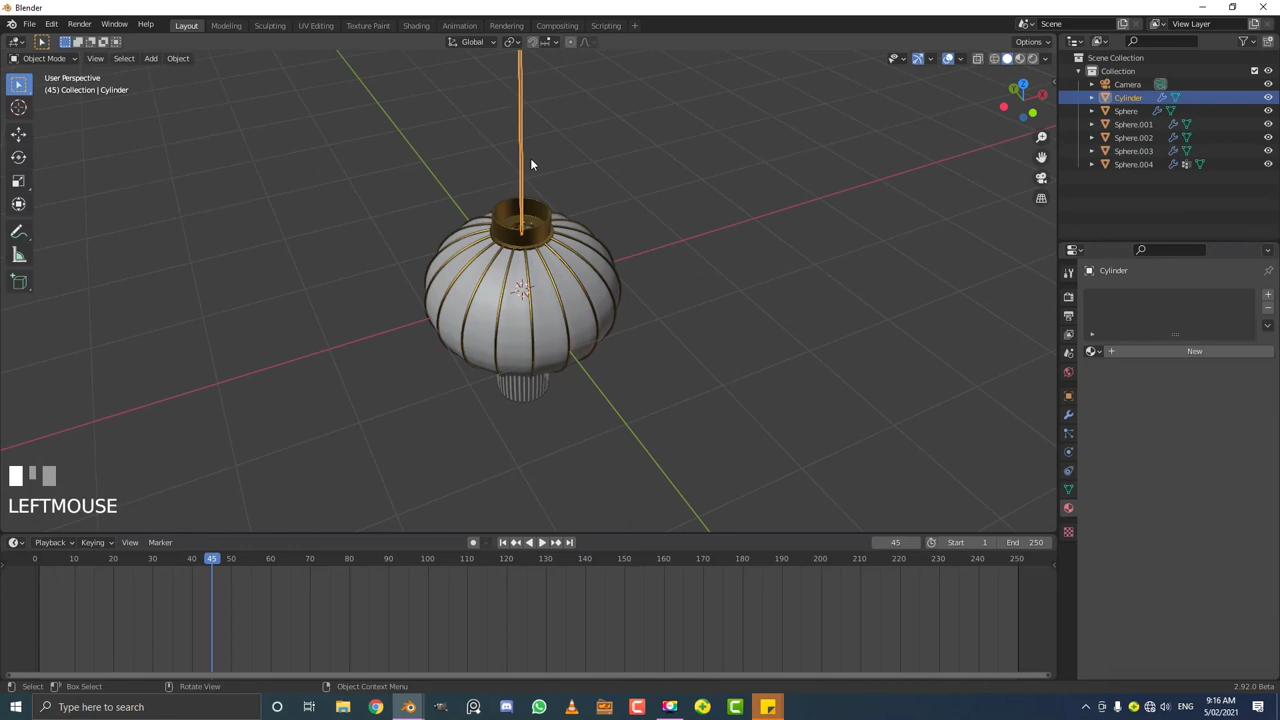 Blender
File Edit Render Window Help
Layout Modeling Sculpting UV Editing Texture Paint Shading Animation Rendering Compositing Scripting +
Scene
View Layer
Global
Options
Object Mode View Select Add Object
User Perspective
(45) Collection | Cylinder
Z
Y
X
Scene Collection
Collection
Camera
Cylinder
Sphere
Sphere.001
Sphere.002
Sphere.003
Sphere.004
Cylinder
New
LEFTMOUSE
Playback Keying View Marker
45 Start 1 End 250
0 10 20 30 40 45 50 60 70 80 90 100 110 120 130 140 150 160 170 180 190 200 210 220 230 240 250
Select Box Select Rotate View Object Context Menu
2.92.0 Beta
Type here to search
ENG
9:16 AM
5/02/2021